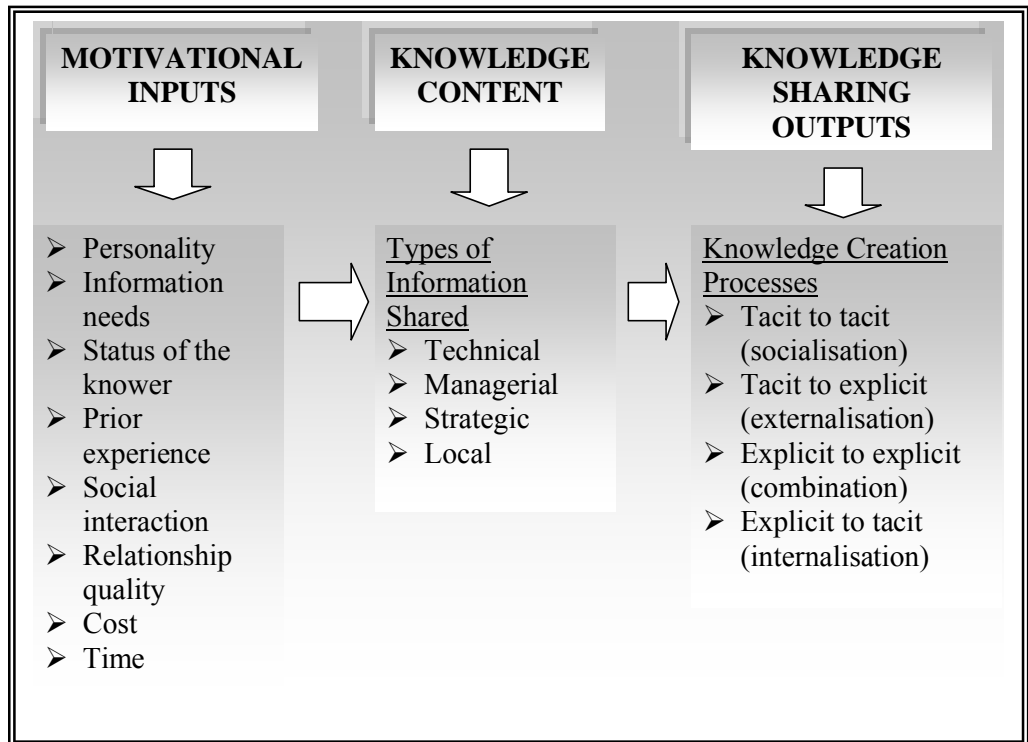 MOTIVATIONAL
INPUTS
KNOWLEDGE
CONTENT
KNOWLEDGE
SHARING
OUTPUTS
➢ Personality
➢ Information
needs
➢ Status of the
knower
➢ Prior
experience
➢ Social
interaction
➢ Relationship
quality
➢ Cost
➢ Time
Types of
Information
Shared
➢ Technical
➢ Managerial
➢ Strategic
➢ Local
Knowledge Creation
Processes
➢ Tacit to tacit
(socialisation)
➢ Tacit to explicit
(externalisation)
➢ Explicit to explicit
(combination)
➢ Explicit to tacit
(internalisation)